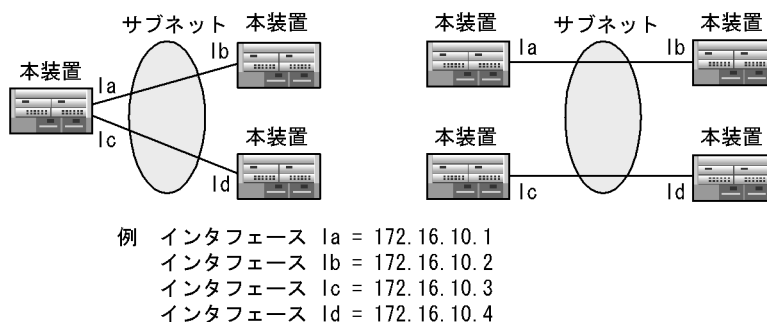 サブネット
本装置
Ib
本装置
Ia
Ic
本装置
Id
本装置
Ia
サブネット
本装置
Ib
本装置
Ic
本装置
Id
例 インタフェース Ia = 172.16.10.1
インタフェース Ib = 172.16.10.2
インタフェース Ic = 172.16.10.3
インタフェース Id = 172.16.10.4